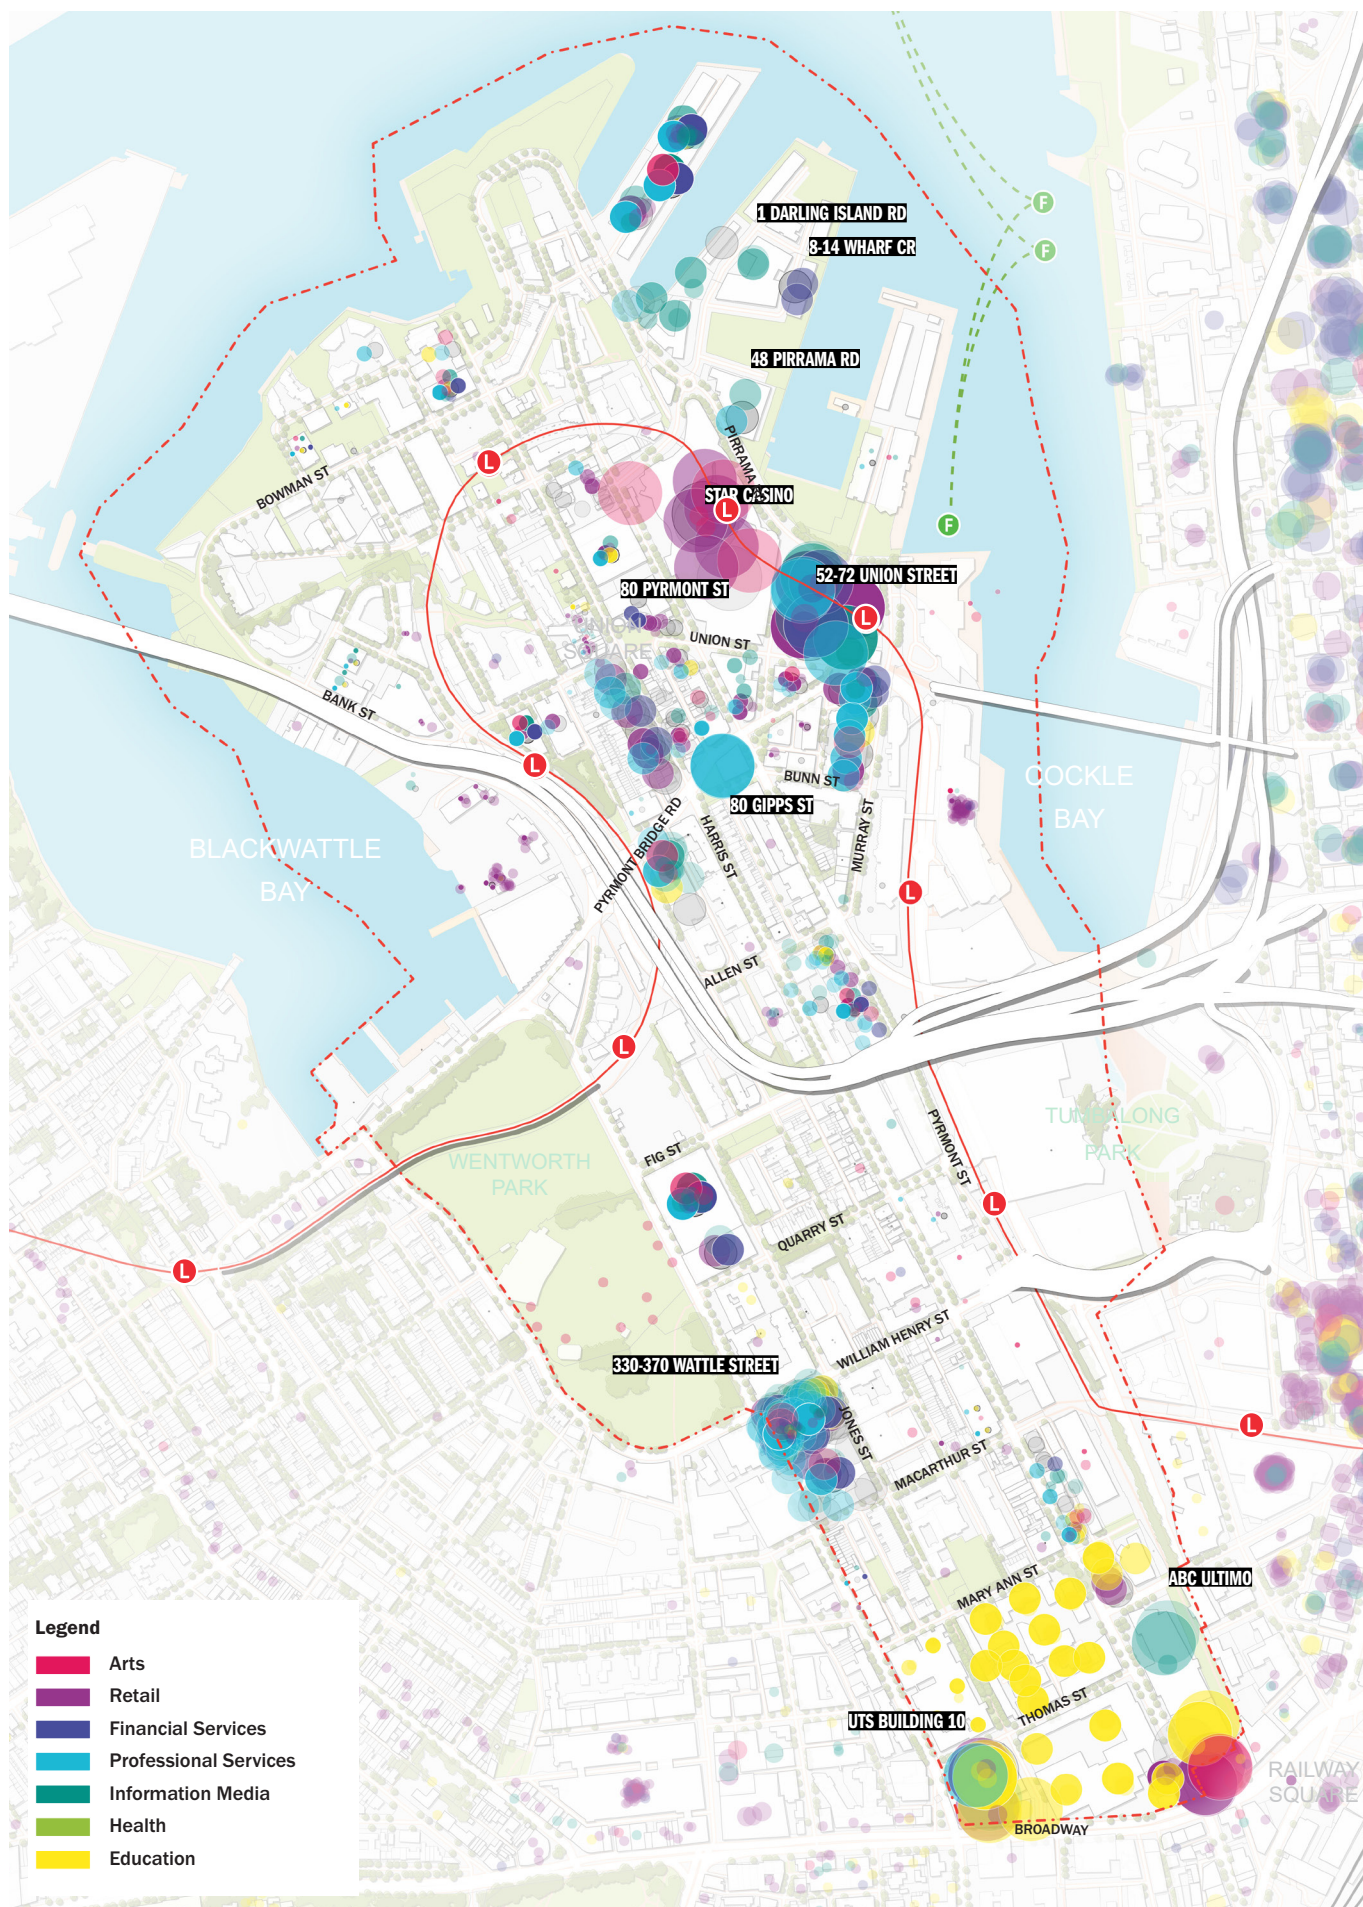 F
1 DARLING ISLAND RD
8-14 WHARF CR
F
48 PIRRAMA RD
PIRRAMA
L
BOWMAN ST
STAR CASINO
L
F
52-72 UNION STREET
80 PYRMONT ST
L
UNION
SQUARE
UNION ST
BANK ST
L
BUNN ST
COCKLE
BAY
80 GIPPS ST
HARRIS ST
MURRAY ST
BLACKWATTLE
BAY
PYRMONT BRIDGE RD
L
ALLEN ST
L
PYRMONT ST
TUMBALONG
PARK
FIG ST
WENTWORTH
PARK
L
QUARRY ST
L
WILLIAM HENRY ST
330-370 WATTLE STREET
JONES ST
L
MACARTHUR ST
MARY ANN ST
ABC ULTIMO
THOMAS ST
UTS BUILDING 10
RAILWAY
SQUARE
BROADWAY
Legend
Arts
Retail
Financial Services
Professional Services
Information Media
Health
Education